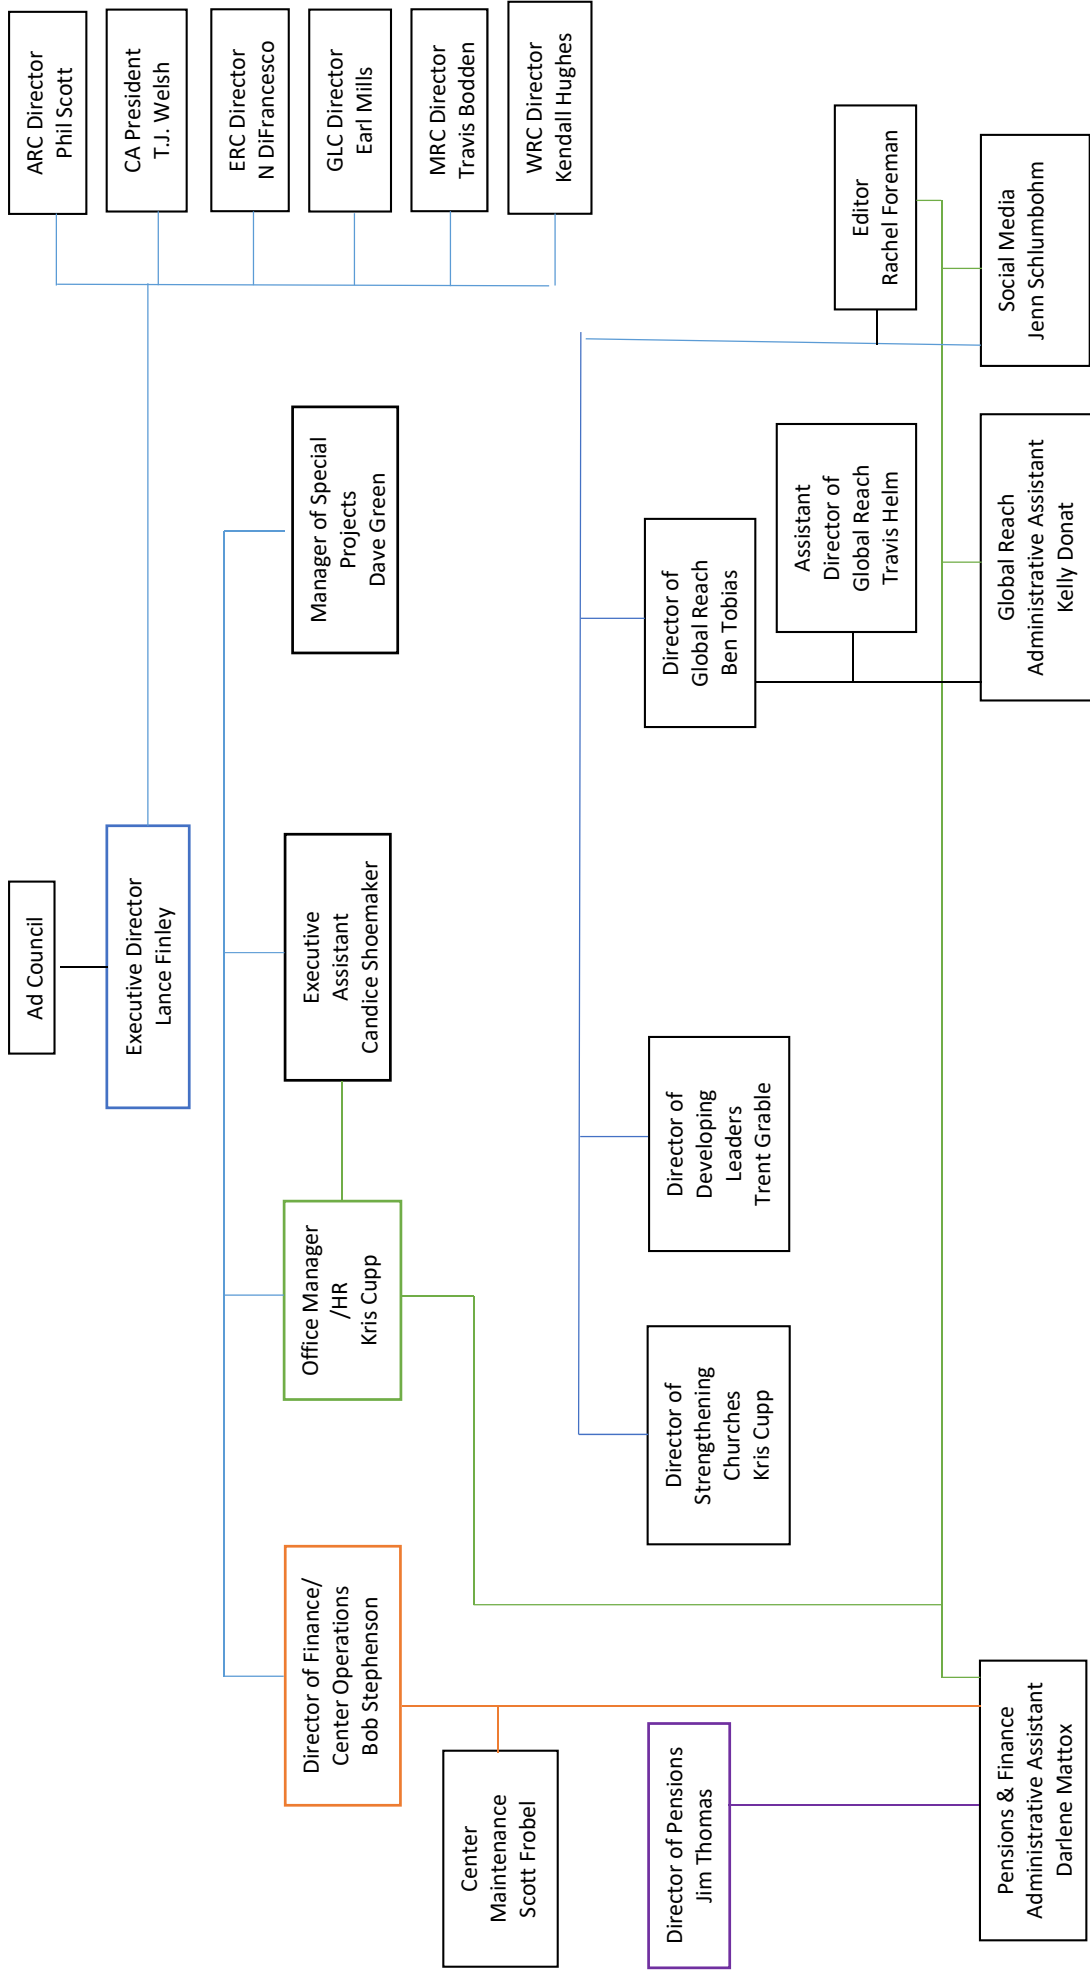 Ad Council
Executive Director
Lance Finley
ARC Director
Phil Scott
CA President
T.J. Welsh
ERC Director
N DiFrancesco
GLC Director
Earl Mills
MRC Director
Travis Bodden
WRC Director
Kendall Hughes
Director of Finance/
Center Operations
Bob Stephenson
Office Manager
/HR
Kris Cupp
Executive
Assistant
Candice Shoemaker
Manager of Special
Projects
Dave Green
Center
Maintenance
Scott Frobel
Director of Pensions
Jim Thomas
Director of
Strengthening
Churches
Kris Cupp
Director of
Developing
Leaders
Trent Grable
Director of
Global Reach
Ben Tobias
Assistant
Director of
Global Reach
Travis Helm
Editor
Rachel Foreman
Pensions & Finance
Administrative Assistant
Darlene Mattox
Global Reach
Administrative Assistant
Kelly Donat
Social Media
Jenn Schlumbohm